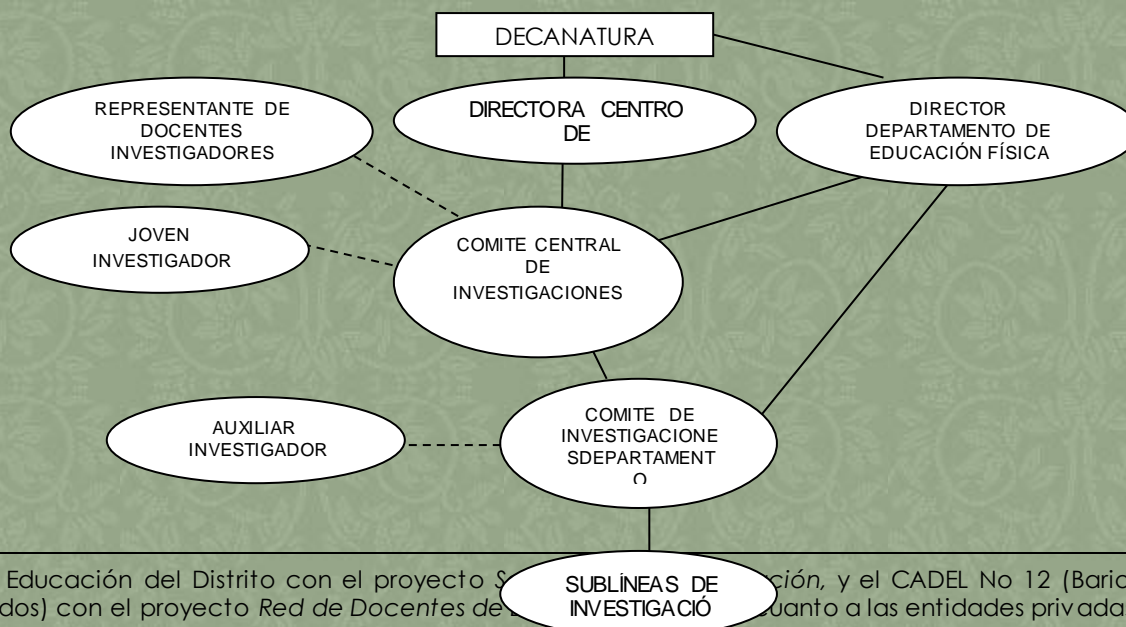 DECANATURA
REPRESENTANTE DE
DOCENTES
INVESTIGADORES
DIRECTORA CENTRO
DE
DIRECTOR
DEPARTAMENTO DE
EDUCACIÓN FÍSICA
JOVEN
INVESTIGADOR
COMITE CENTRAL
DE
INVESTIGACIONES
AUXILIAR
INVESTIGADOR
COMITE DE
INVESTIGACIONE
SDEPARTAMENT
O
SUBLÍNEAS DE
INVESTIGACIÓ
Educación del Distrito con el proyecto S ción, y el CADEL No 12 (Bario
dos) con el proyecto Red de Docentes de uanto a las entidades privada